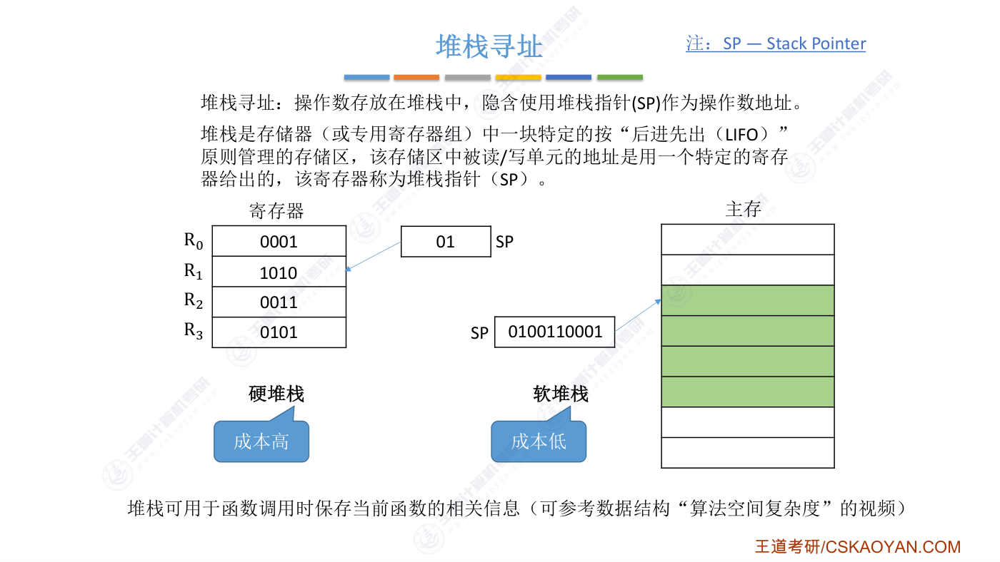 堆栈寻址
注：SP — Stack Pointer
堆栈寻址：操作数存放在堆栈中，隐含使用堆栈指针(SP)作为操作数地址。
堆栈是存储器（或专用寄存器组）中一块特定的按“后进先出（LIFO）”
原则管理的存储区，该存储区中被读/写单元的地址是用一个特定的寄存
器给出的，该寄存器称为堆栈指针（SP）。
寄存器
R₀ 0001
R₁ 1010
R₂ 0011
R₃ 0101
01 SP
主存
SP 0100110001
硬堆栈
成本高
软堆栈
成本低
堆栈可用于函数调用时保存当前函数的相关信息（可参考数据结构“算法空间复杂度”的视频）
王道考研/CSKAOYAN.COM